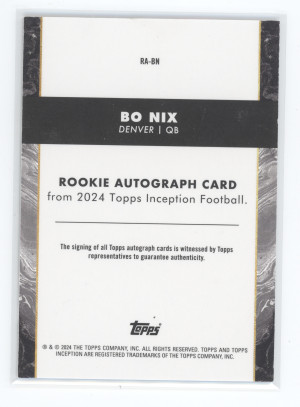 RA-BN
BO NIX
DENVER | QB
ROOKIE AUTOGRAPH CARD
from 2024 Topps Inception Football.
The signing of all Topps autograph cards is witnessed by Topps
representatives to guarantee authenticity.
Topps
® & © 2024 THE TOPPS COMPANY, INC. ALL RIGHTS RESERVED. TOPPS AND TOPPS
INCEPTION ARE REGISTERED TRADEMARKS OF THE TOPPS COMPANY, INC.